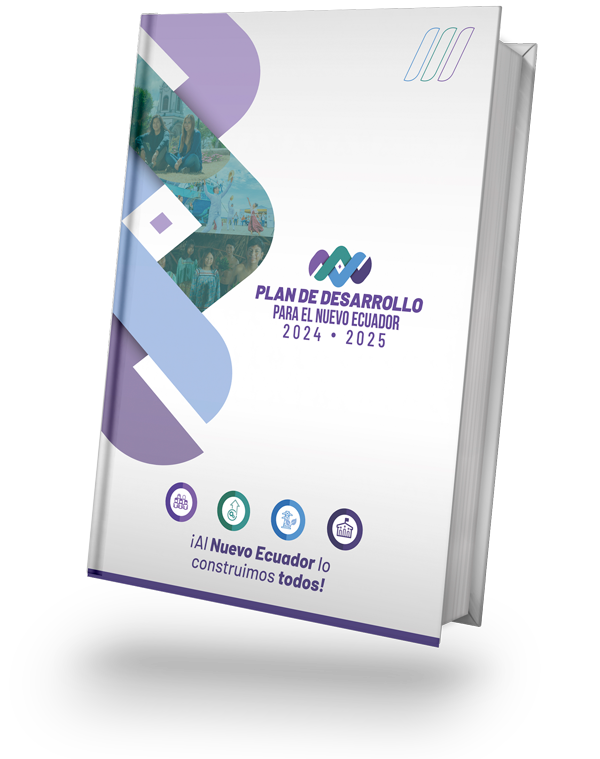 PLAN DE DESARROLLO
PARA EL NUEVO ECUADOR
2024 • 2025
¡Al Nuevo Ecuador lo
construimos todos!